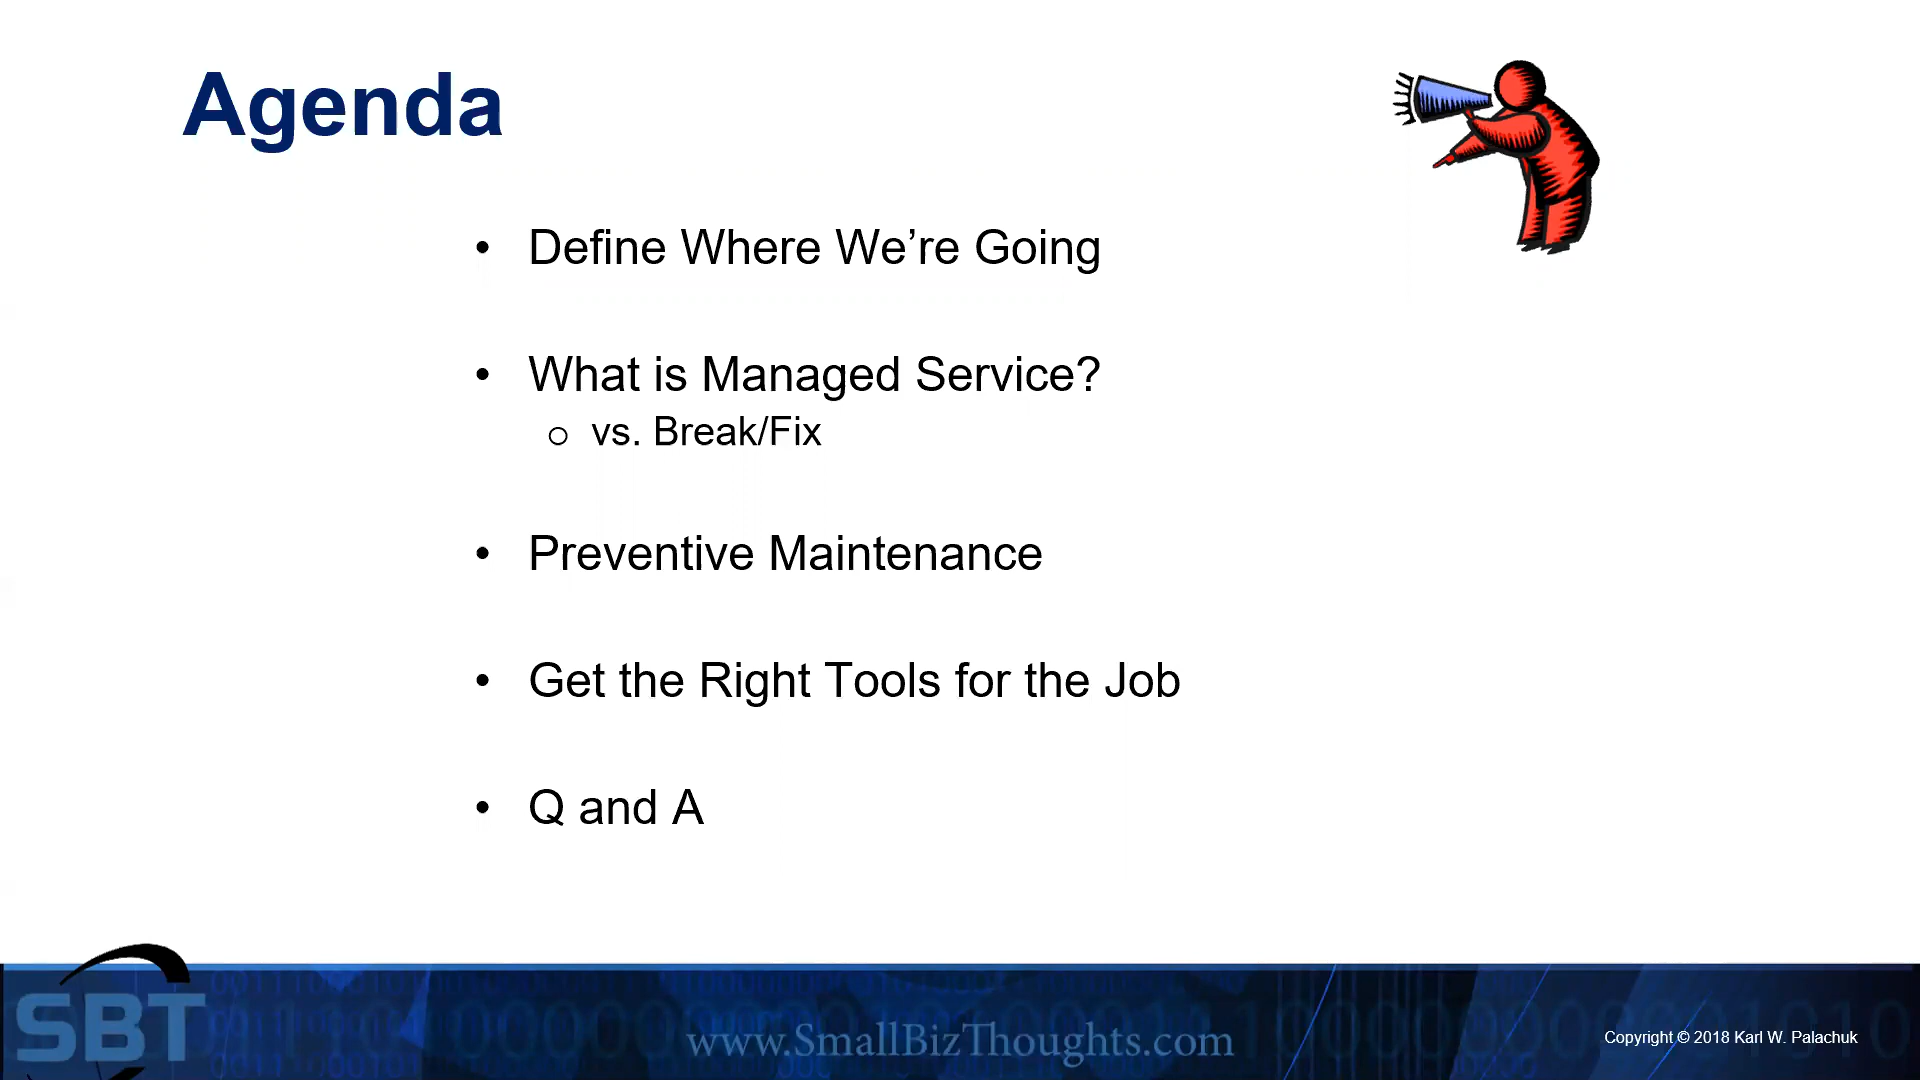 Agenda
• Define Where We’re Going
• What is Managed Service?
o vs. Break/Fix
• Preventive Maintenance
• Get the Right Tools for the Job
• Q and A
SBT
www.SmallBizThoughts.com
Copyright © 2018 Karl W. Palachuk